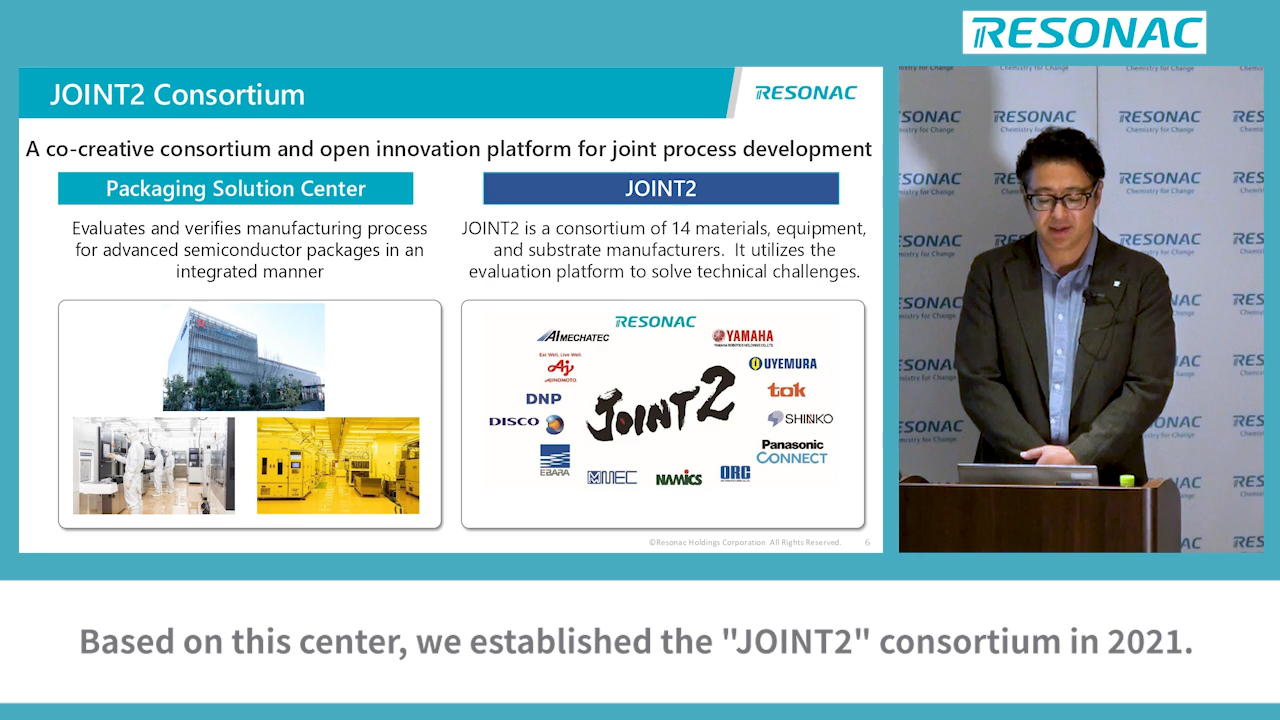 RESONAC
JOINT2 Consortium
RESONAC
A co-creative consortium and open innovation platform for joint process development
Packaging Solution Center
Evaluates and verifies manufacturing process
for advanced semiconductor packages in an
integrated manner
JOINT2
JOINT2 is a consortium of 14 materials, equipment,
and substrate manufacturers. It utilizes the
evaluation platform to solve technical challenges.
RESONAC
AIMECHATEC
YAMAHA
YAMAHA ROBOTICS HOLDINGS CO., LTD.
Eat Well, Live Well.
AJINOMOTO
UYEMURA
tok
DNP
JOINT2
DISCO
SHINKO
EBARA
Panasonic
CONNECT
MEC
NAMICS
ORC
©Resonac Holdings Corporation All Rights Reserved.
6
RESONAC
Chemistry for Change
RESONAC
Chemistry for Change
Based on this center, we established the "JOINT2" consortium in 2021.